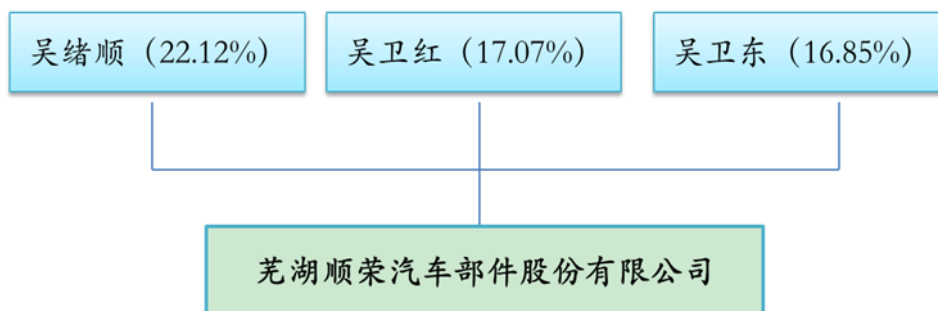 吴绪顺（22.12%）
吴卫红（17.07%）
吴卫东（16.85%）
芜湖顺荣汽车部件股份有限公司